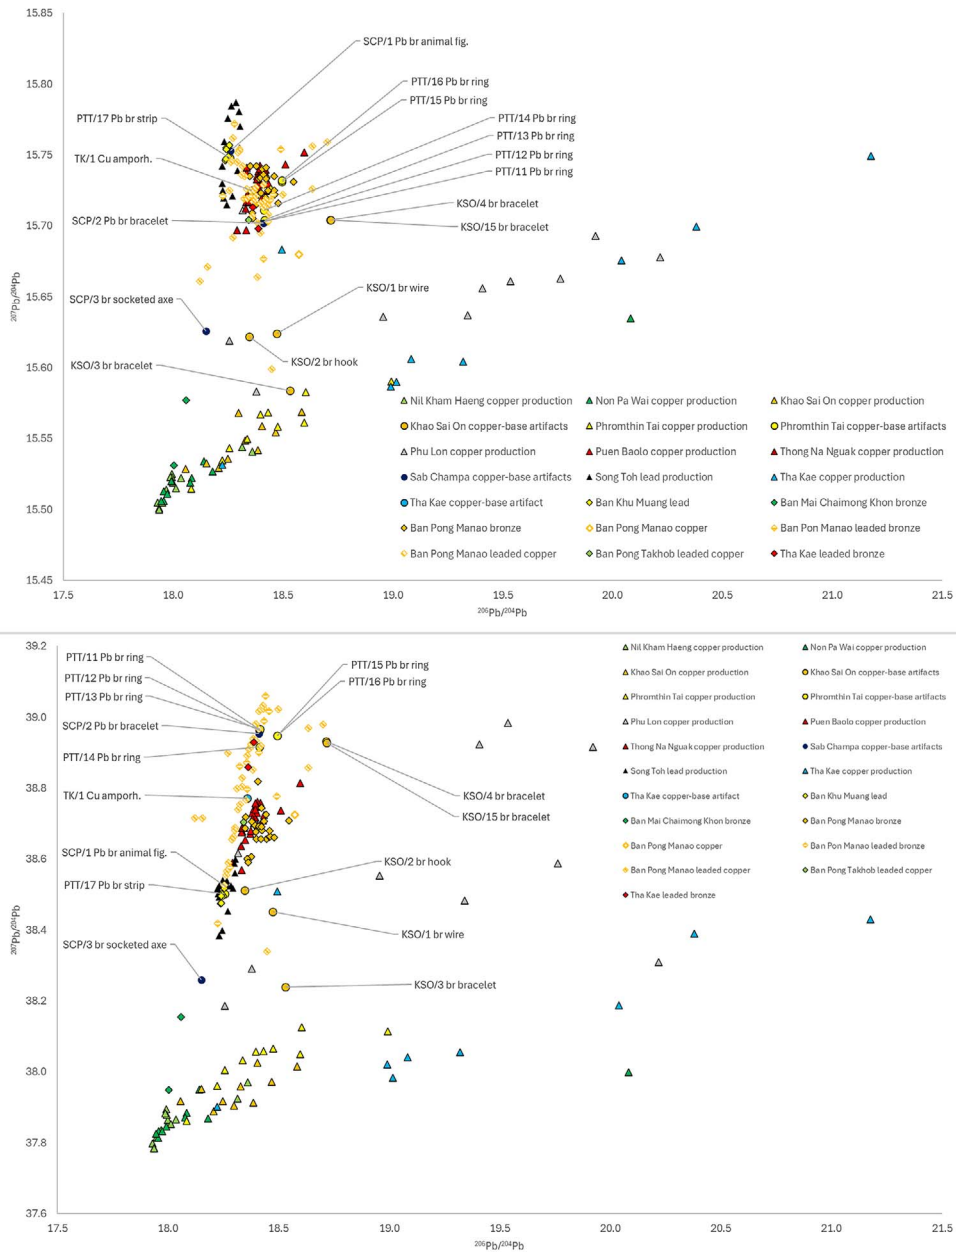 15.85
SCP/1 Pb br animal fig.
15.80
PTT/16 Pb br ring
PTT/15 Pb br ring
PTT/17 Pb br strip
PTT/14 Pb br ring
PTT/13 Pb br ring
15.75
TK/1 Cu amporh.
PTT/12 Pb br ring
PTT/11 Pb br ring
KSO/4 br bracelet
SCP/2 Pb br bracelet
15.70
KSO/15 br bracelet
²⁰⁷Pb/²⁰⁴Pb
15.65
SCP/3 br socketed axe
KSO/1 br wire
KSO/3 br bracelet
KSO/2 br hook
15.60
Nil Kham Haeng copper production Non Pa Wai copper production Khao Sai On copper production
Khao Sai On copper-base artifacts Phromthin Tai copper production Phromthin Tai copper-base artifacts
15.55
Phu Lon copper production Puen Baolo copper production Thong Na Nguak copper production
Sab Champa copper-base artifacts Song Toh lead production Tha Kae copper production
15.50
Tha Kae copper-base artifact Ban Khu Muang lead Ban Mai Chaimong Khon bronze
Ban Pong Manao bronze Ban Pong Manao copper Ban Pon Manao leaded bronze
Ban Pong Manao leaded copper Ban Pong Takhob leaded copper Tha Kae leaded bronze
15.45
17.5 18.0 18.5 19.0 19.5 20.0 20.5 21.0 21.5
²⁰⁶Pb/²⁰⁴Pb
39.2
PTT/11 Pb br ring
PTT/12 Pb br ring
PTT/13 Pb br ring
PTT/15 Pb br ring
PTT/16 Pb br ring
39.0
SCP/2 Pb br bracelet
PTT/14 Pb br ring
38.8
TK/1 Cu amporh.
KSO/4 br bracelet
KSO/15 br bracelet
38.6
SCP/1 Pb br animal fig.
PTT/17 Pb br strip
KSO/2 br hook
38.4
²⁰⁷Pb/²⁰⁴Pb
SCP/3 br socketed axe
KSO/1 br wire
KSO/3 br bracelet
38.2
38.0
37.8
37.6
Nil Kham Haeng copper production Non Pa Wai copper production
Khao Sai On copper production Khao Sai On copper-base artifacts
Phromthin Tai copper production Phromthin Tai copper-base artifacts
Phu Lon copper production Puen Baolo copper production
Thong Na Nguak copper production Sab Champa copper-base artifacts
Song Toh lead production Tha Kae copper production
Tha Kae copper-base artifact Ban Khu Muang lead
Ban Mai Chaimong Khon bronze Ban Pong Manao bronze
Ban Pong Manao copper Ban Pon Manao leaded bronze
Ban Pong Manao leaded copper Ban Pong Takhob leaded copper
Tha Kae leaded bronze
17.5 18.0 18.5 19.0 19.5 20.0 20.5 21.0 21.5
²⁰⁶Pb/²⁰⁴Pb